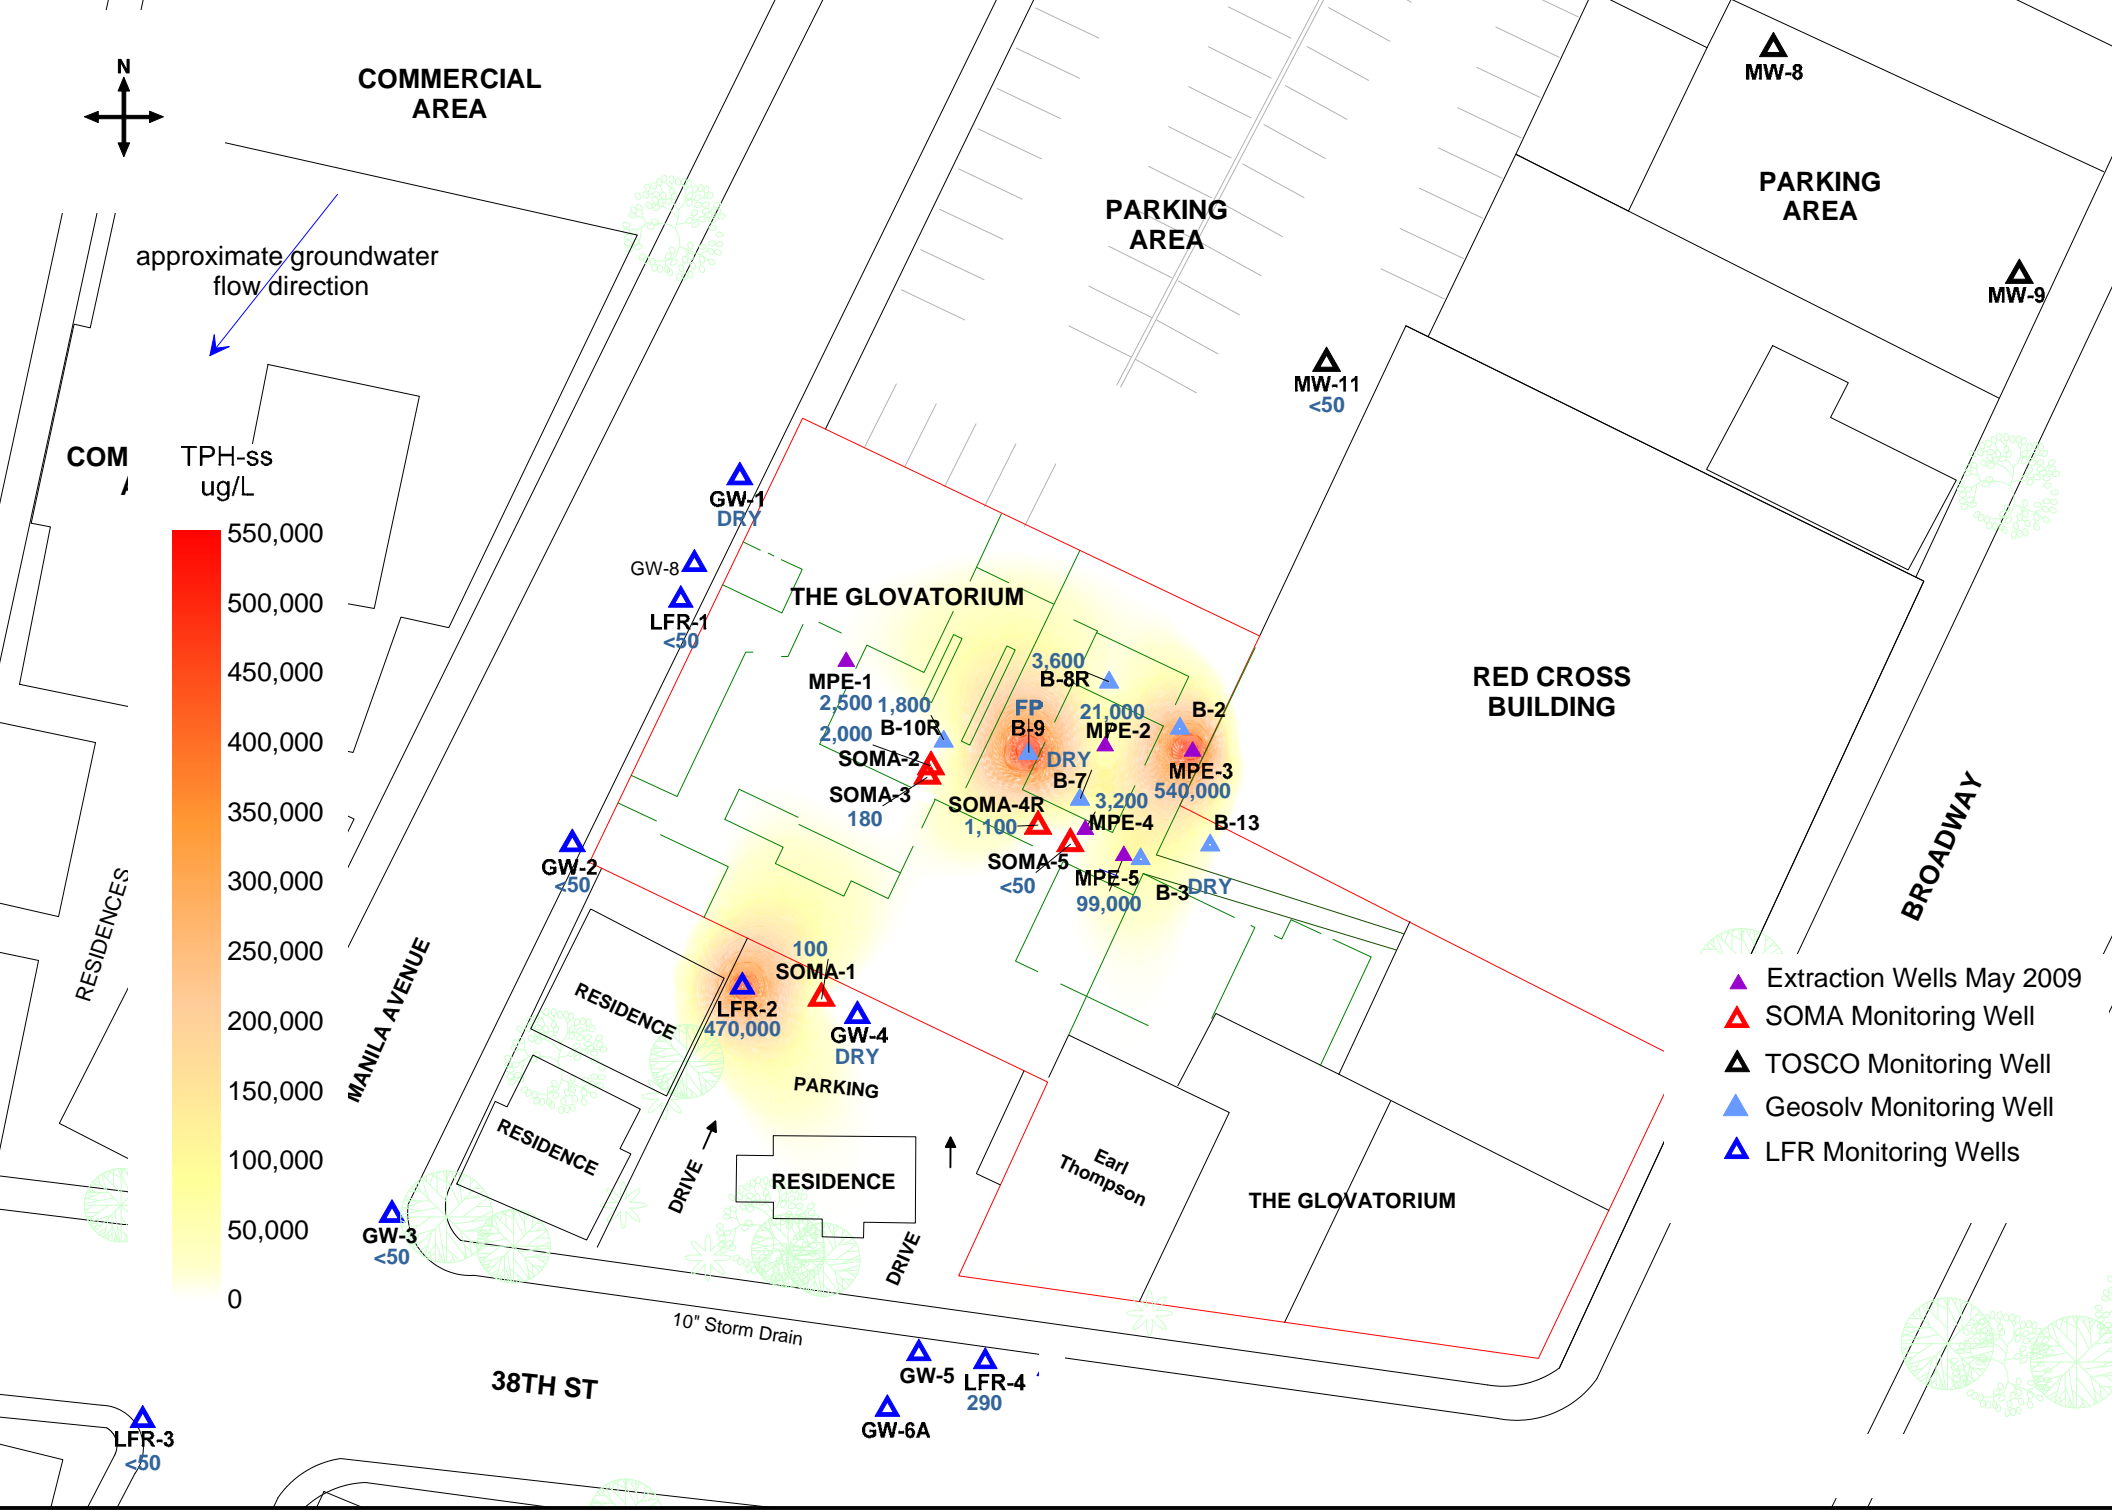 N
COMMERCIAL
AREA
MW-8
PARKING
AREA
PARKING
AREA
approximate groundwater
flow direction
MW-9
MW-11
<50
COM
TPH-ss
ug/L
550,000
500,000
450,000
400,000
350,000
300,000
250,000
200,000
150,000
100,000
50,000
0
GW-1
DRY
GW-8
LFR-1
<50
THE GLOVATORIUM
MPE-1
2,500
1,800
B-10R
2,000
SOMA-2
SOMA-3
180
3,600
B-8R
FP
B-9
21,000
MPE-2
B-2
DRY
B-7
MPE-3
540,000
SOMA-4R
1,100
3,200
MPE-4
B-13
SOMA-5
<50
MPE-5
99,000
B-3
DRY
RED CROSS
BUILDING
GW-2
<50
RESIDENCES
MANILA AVENUE
BROADWAY
100
SOMA-1
LFR-2
470,000
GW-4
DRY
PARKING
RESIDENCE
RESIDENCE
RESIDENCE
DRIVE
DRIVE
Earl
Thompson
THE GLOVATORIUM
Extraction Wells May 2009
SOMA Monitoring Well
TOSCO Monitoring Well
Geosolv Monitoring Well
LFR Monitoring Wells
GW-3
<50
10" Storm Drain
38TH ST
GW-5
LFR-4
290
GW-6A
LFR-3
<50